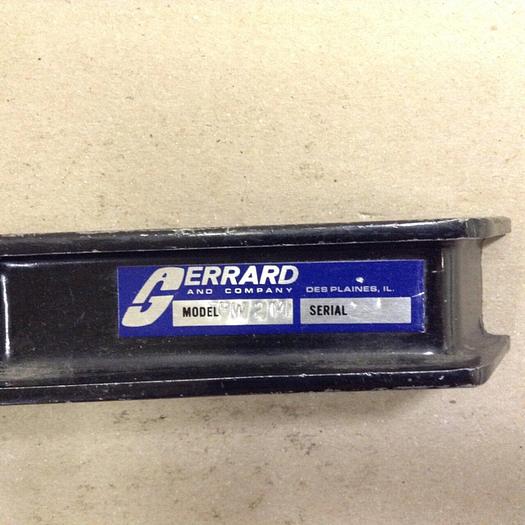 GERRARD
AND COMPANY DES PLAINES, IL.
MODEL SERIAL